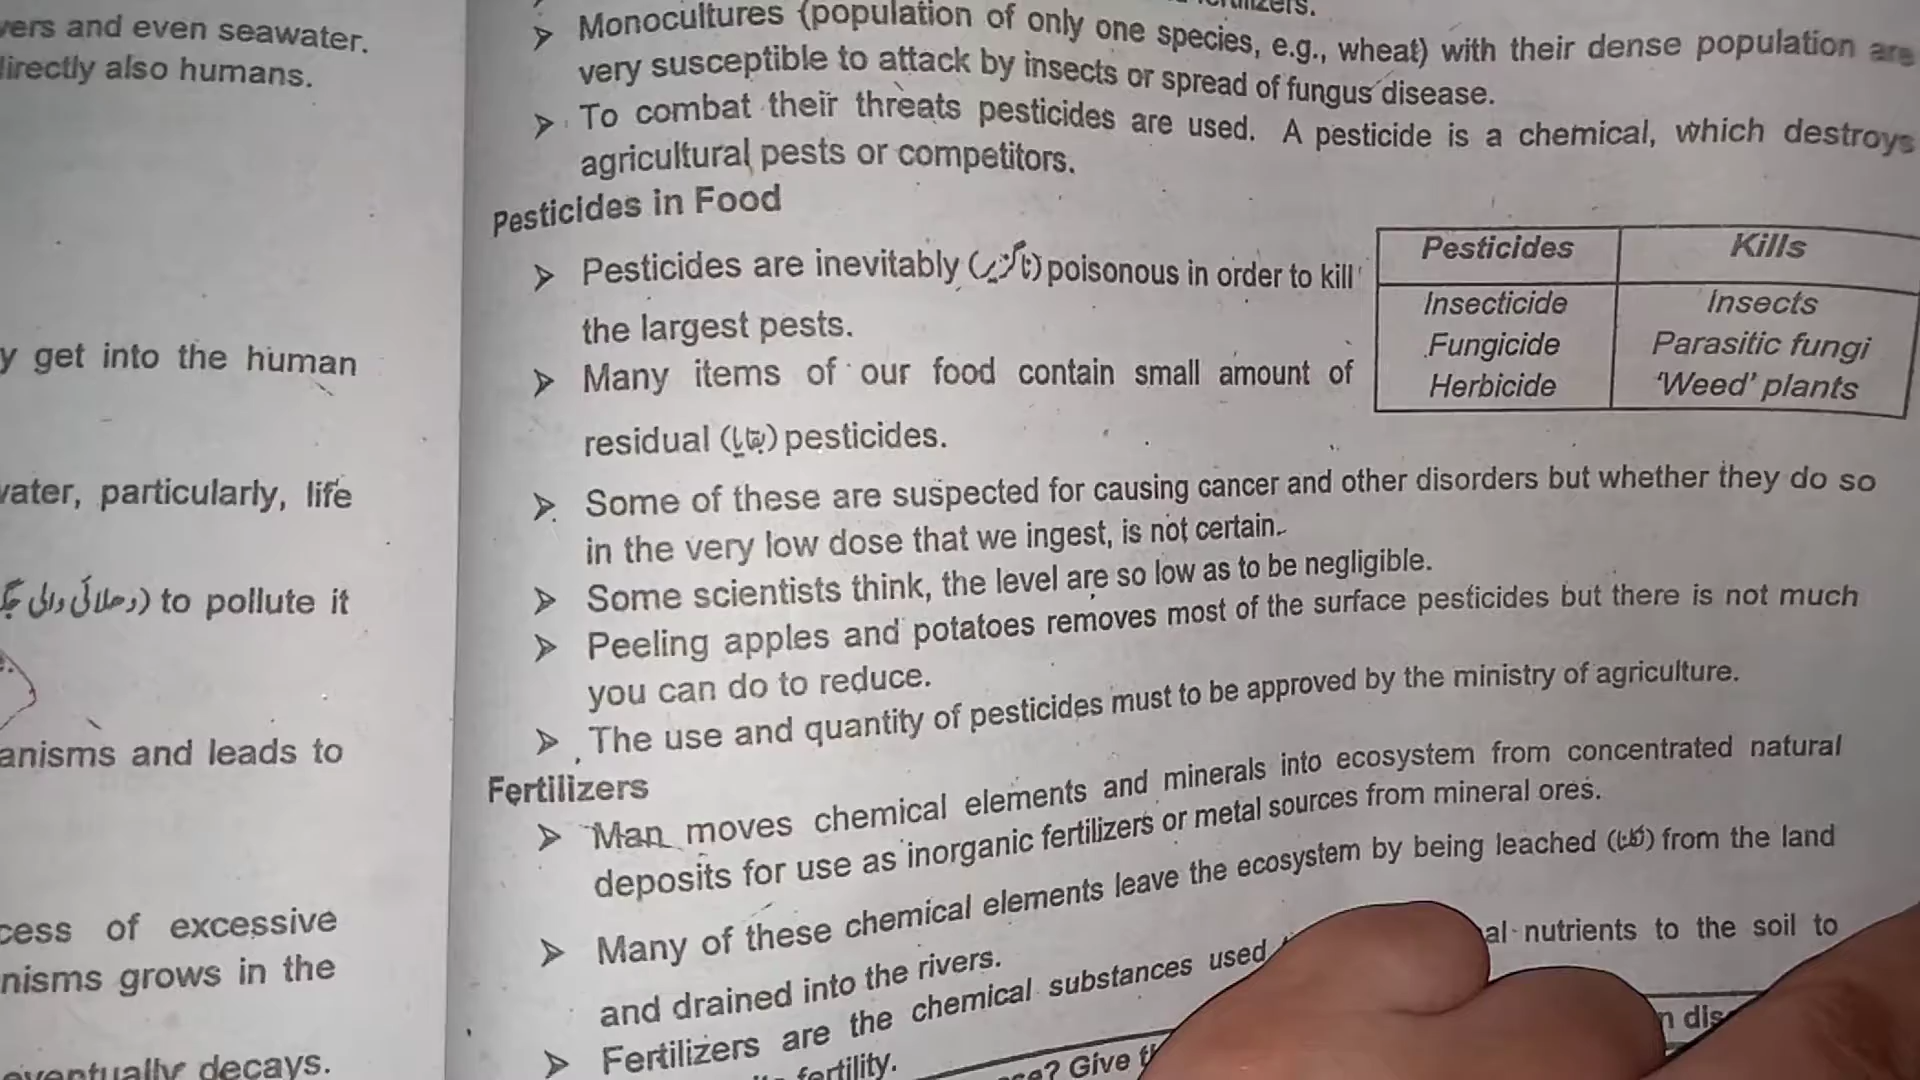 vers and even seawater.
directly also humans.
y get into the human
water, particularly, life
(دھلائی والی جگہ) to pollute it
anisms and leads to
cess of excessive
nisms grows in the
eventually decays.
fertilizers.
➢ Monocultures (population of only one species, e.g., wheat) with their dense population are
very susceptible to attack by insects or spread of fungus disease.
➢ To combat their threats pesticides are used. A pesticide is a chemical, which destroys
agricultural pests or competitors.
Pesticides in Food
➢ Pesticides are inevitably (ناگزیر) poisonous in order to kill
the largest pests.
➢ Many items of our food contain small amount of
residual (بقایا) pesticides.
Pesticides Kills
Insecticide Insects
Fungicide Parasitic fungi
Herbicide 'Weed' plants
➢ Some of these are suspected for causing cancer and other disorders but whether they do so
in the very low dose that we ingest, is not certain.
➢ Some scientists think, the level are so low as to be negligible.
➢ Peeling apples and potatoes removes most of the surface pesticides but there is not much
you can do to reduce.
➢ The use and quantity of pesticides must to be approved by the ministry of agriculture.
Fertilizers
➢ Man moves chemical elements and minerals into ecosystem from concentrated natural
deposits for use as inorganic fertilizers or metal sources from mineral ores.
➢ Many of these chemical elements leave the ecosystem by being leached from the land
and drained into the rivers.
➢ Fertilizers are the chemical substances used al nutrients to the soil to
fertility.
? Give